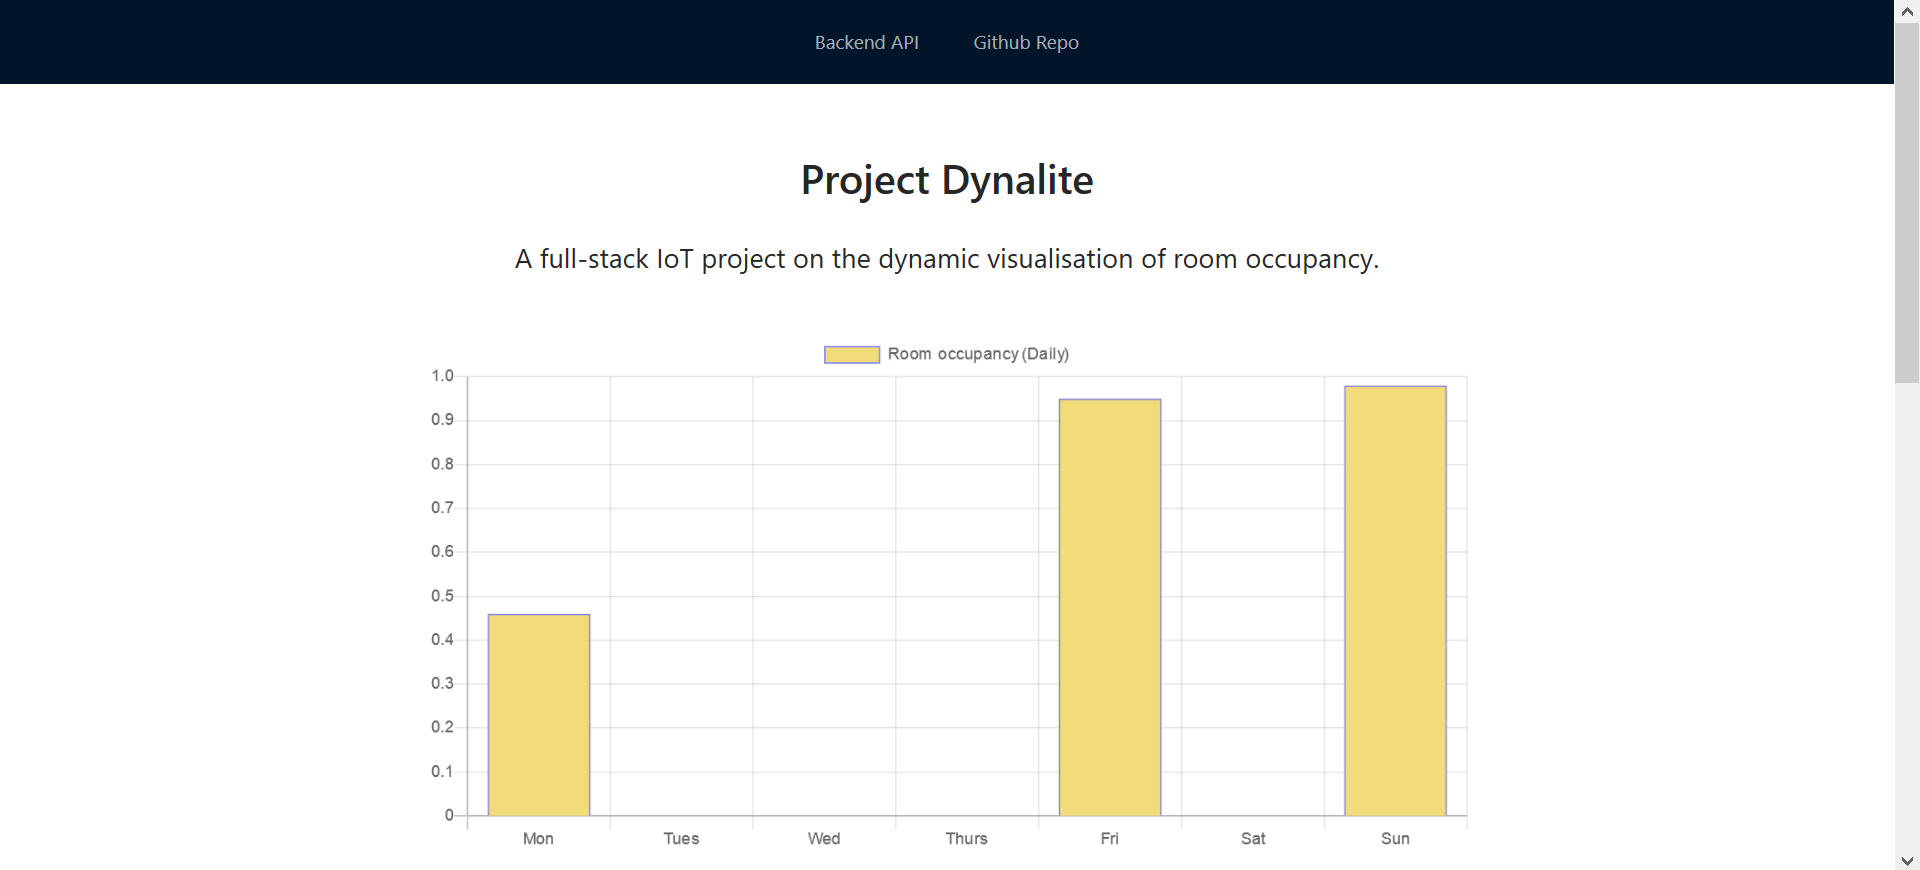 Backend API Github Repo
Project Dynalite
A full-stack IoT project on the dynamic visualisation of room occupancy.
Room occupancy (Daily)
1.0
0.9
0.8
0.7
0.6
0.5
0.4
0.3
0.2
0.1
0
Mon Tues Wed Thurs Fri Sat Sun